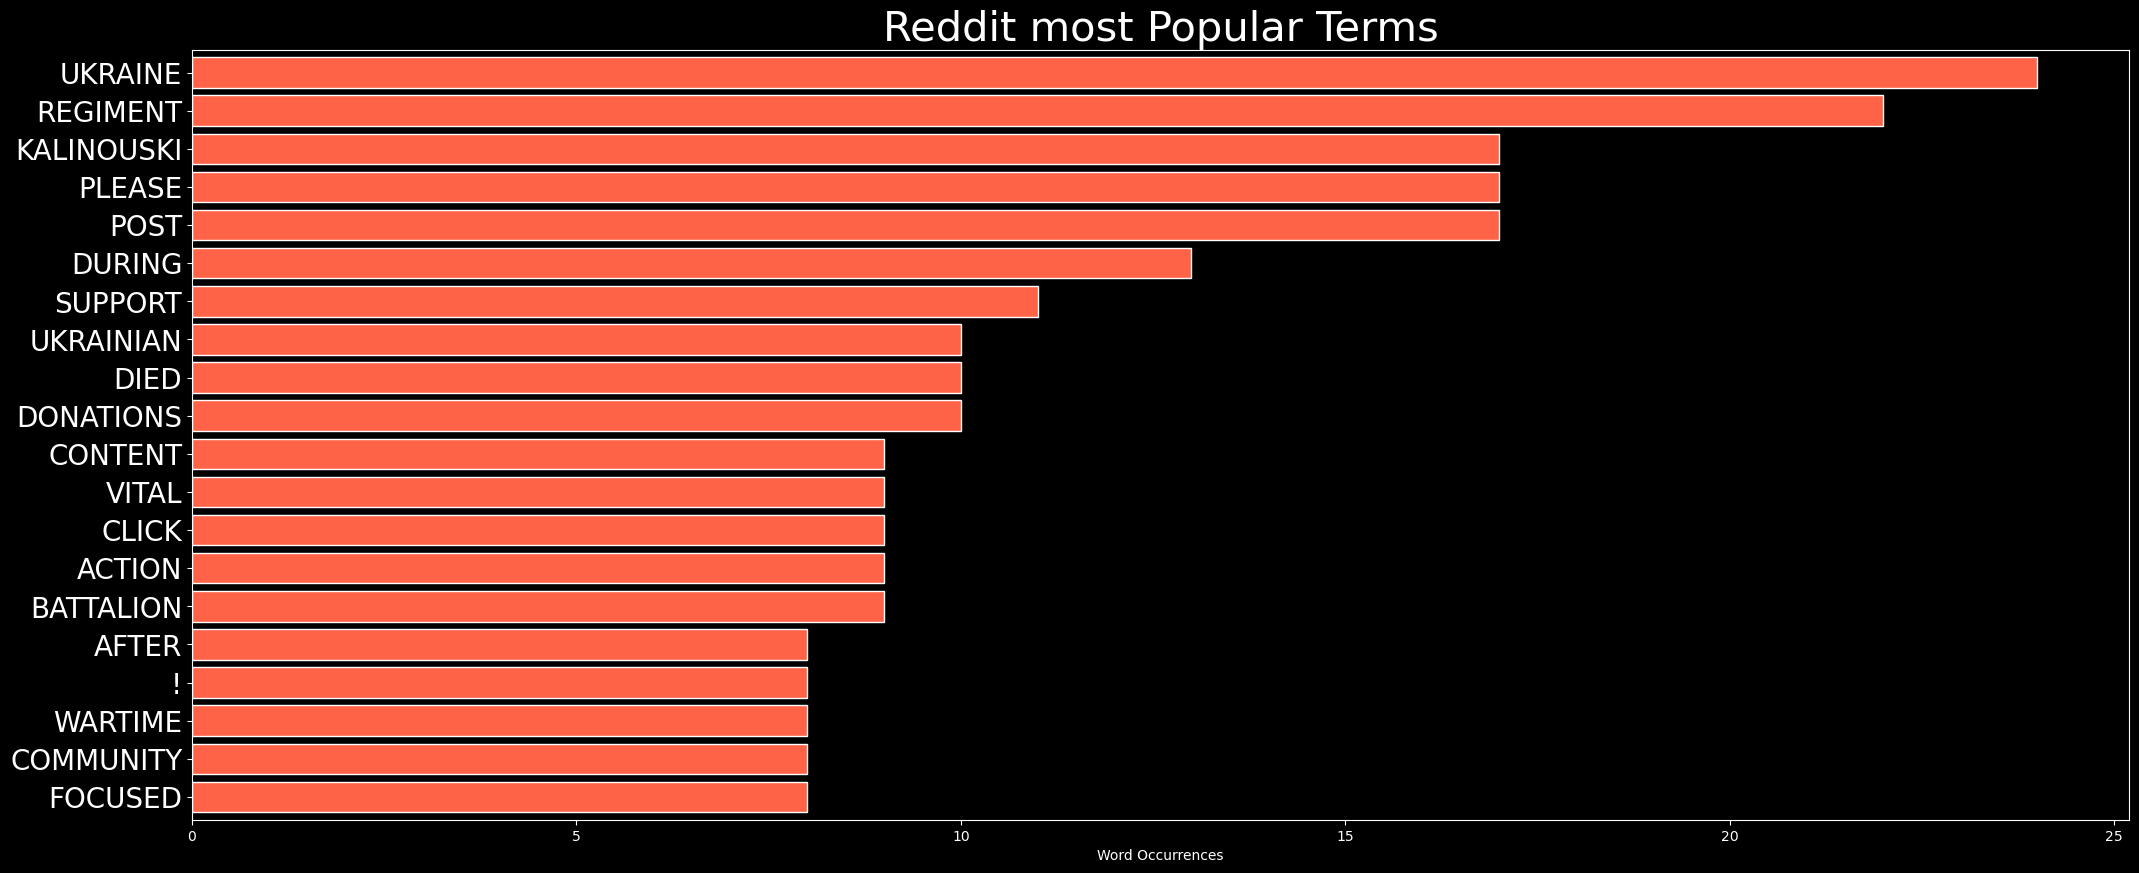 Reddit most Popular Terms
UKRAINE
REGIMENT
KALINOUSKI
PLEASE
POST
DURING
SUPPORT
UKRAINIAN
DIED
DONATIONS
CONTENT
VITAL
CLICK
ACTION
BATTALION
AFTER
!
WARTIME
COMMUNITY
FOCUSED
0 5 10 15 20 25
Word Occurrences